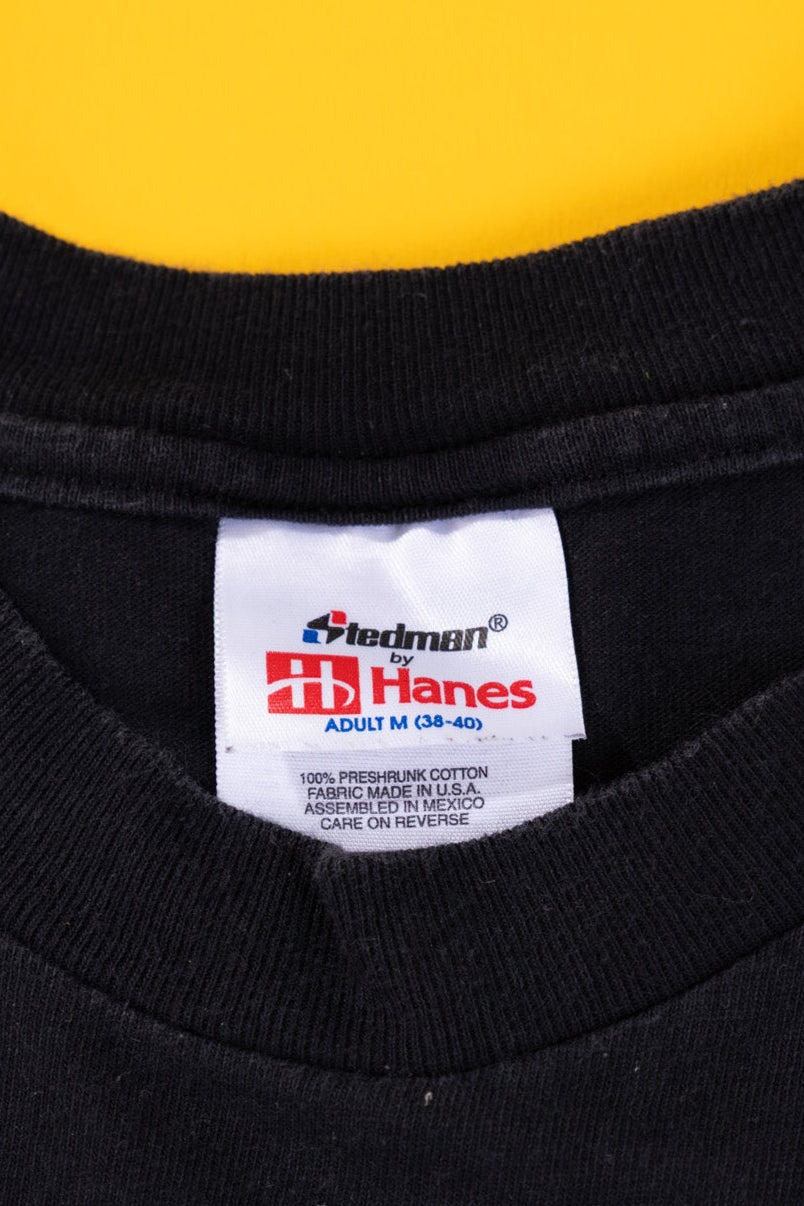 Stedman®
by
H Hanes
ADULT M (38-40)
100% PRESHRUNK COTTON
FABRIC MADE IN U.S.A.
ASSEMBLED IN MEXICO
CARE ON REVERSE